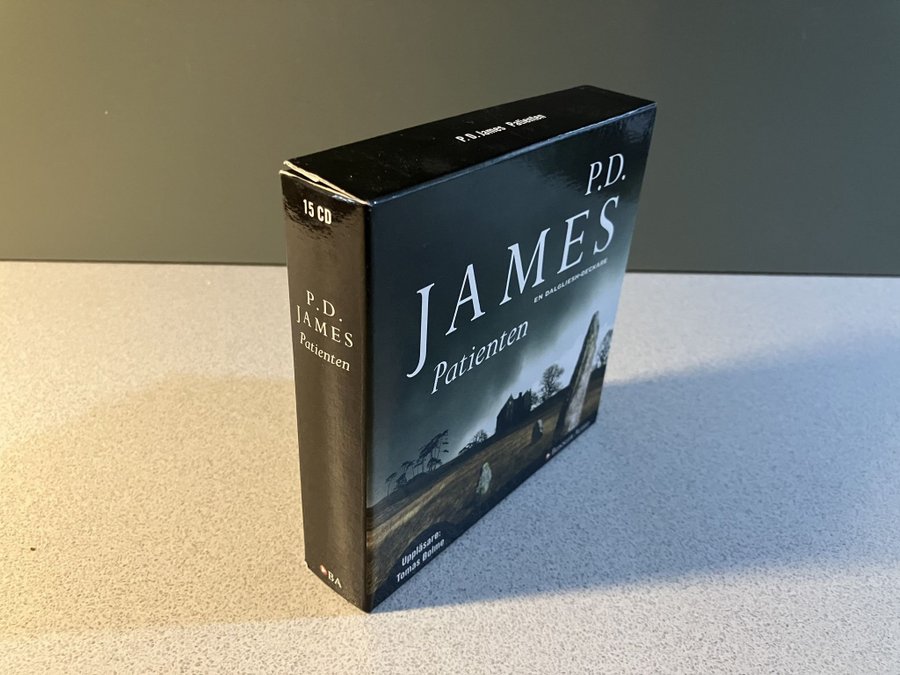 P. D. James Patienten
15 CD
P.D.
JAMES
Patienten
BA
P.D.
JAMES
EN DALGLIESH-DECKARE
Patienten
Uppläsare:
Tomas Bolme